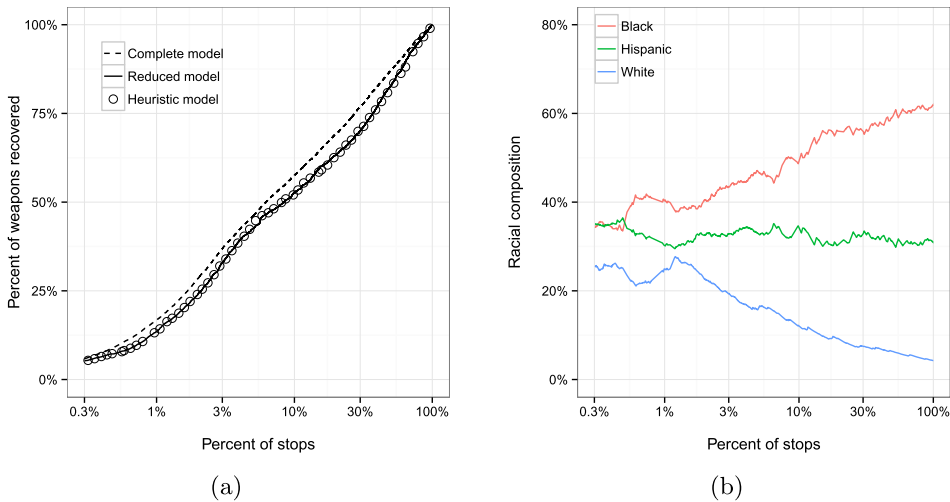 Percent of weapons recovered
100%
75%
50%
25%
0%
Complete model
Reduced model
Heuristic model
0.3%
1%
3%
10%
30%
100%
Percent of stops
(a)
Racial composition
80%
60%
40%
20%
0%
Black
Hispanic
White
0.3%
1%
3%
10%
30%
100%
Percent of stops
(b)